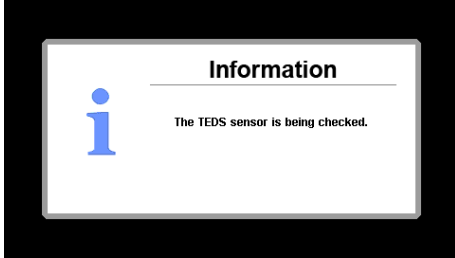 Information
The TEDS sensor is being checked.